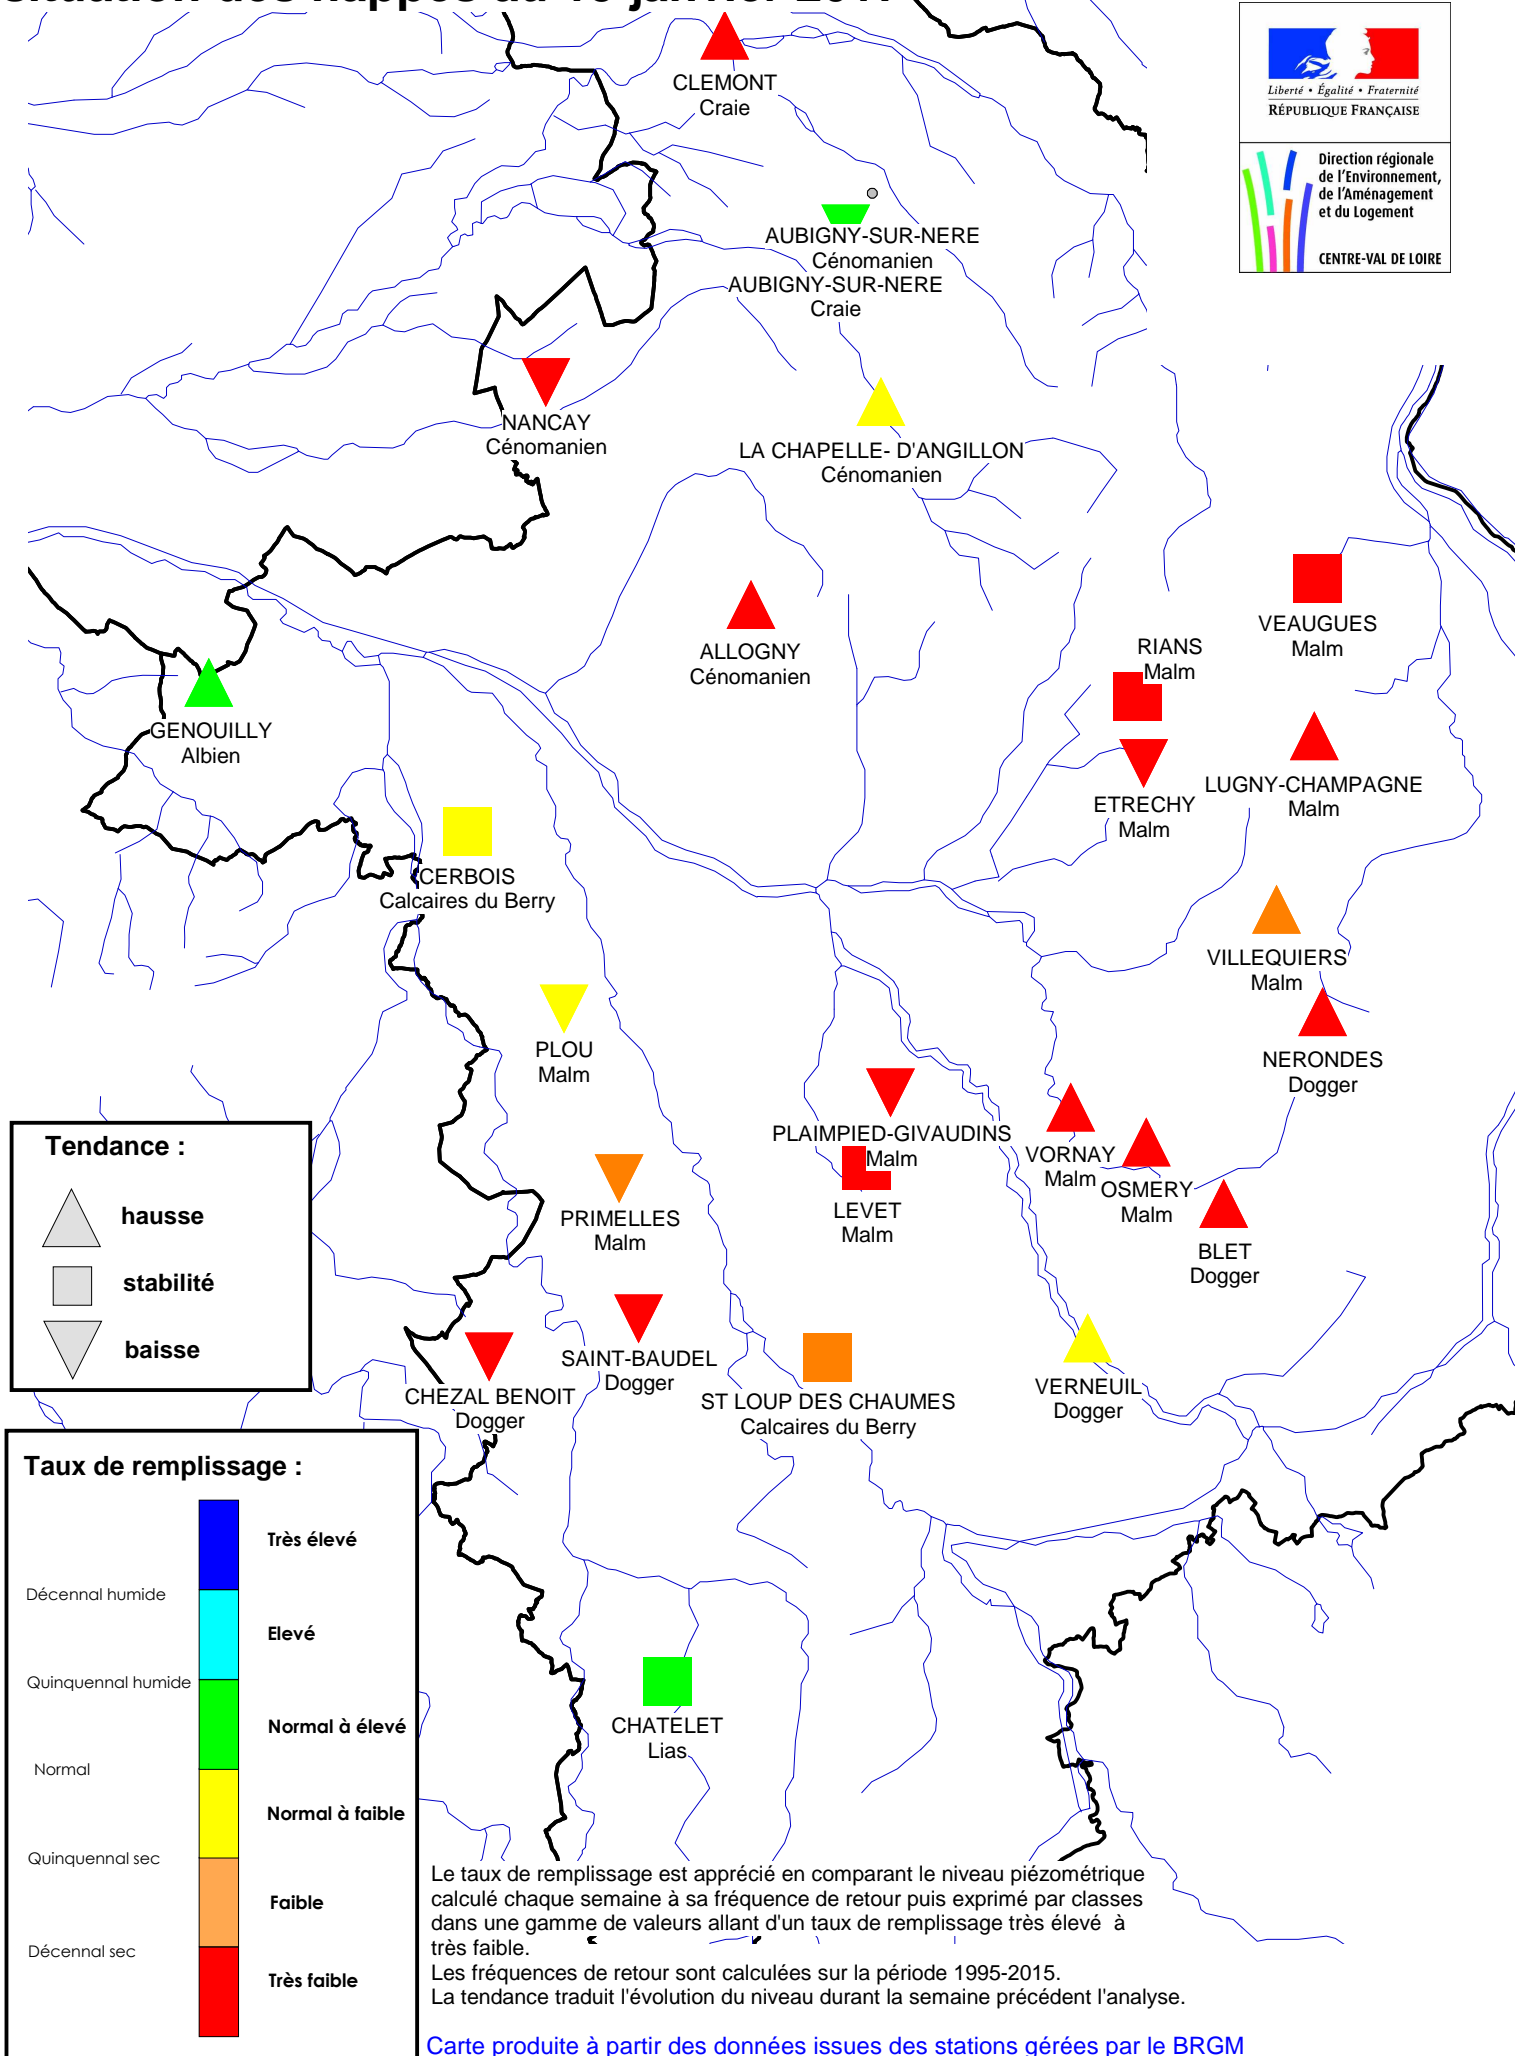 CLEMONT
Craie
Liberté • Égalité • Fraternité
RÉPUBLIQUE FRANÇAISE
Direction régionale
de l'Environnement,
de l'Aménagement
et du Logement
CENTRE-VAL DE LOIRE
AUBIGNY-SUR-NERE
Cénomanien
AUBIGNY-SUR-NERE
Craie
NANCAY
Cénomanien
LA CHAPELLE- D'ANGILLON
Cénomanien
VEAUGUES
Malm
RIANS
Malm
ALLOGNY
Cénomanien
GENOUILLY
Albien
LUGNY-CHAMPAGNE
Malm
ETRECHY
Malm
CERBOIS
Calcaires du Berry
VILLEQUIERS
Malm
PLOU
Malm
NERONDES
Dogger
PLAIMPIED-GIVAUDINS
Malm
VORNAY
Malm
OSMERY
Malm
LEVET
Malm
PRIMELLES
Malm
BLET
Dogger
Tendance :
hausse
stabilité
baisse
SAINT-BAUDEL
Dogger
CHEZAL BENOIT
Dogger
ST LOUP DES CHAUMES
Calcaires du Berry
VERNEUIL
Dogger
Taux de remplissage :
Très élevé
Décennal humide
Elevé
Quinquennal humide
Normal à élevé
Normal
Normal à faible
Quinquennal sec
Faible
Décennal sec
Très faible
CHATELET
Lias
Le taux de remplissage est apprécié en comparant le niveau piézométrique
calculé chaque semaine à sa fréquence de retour puis exprimé par classes
dans une gamme de valeurs allant d'un taux de remplissage très élevé à
très faible.
Les fréquences de retour sont calculées sur la période 1995-2015.
La tendance traduit l'évolution du niveau durant la semaine précédent l'analyse.
Carte produite à partir des données issues des stations gérées par le BRGM